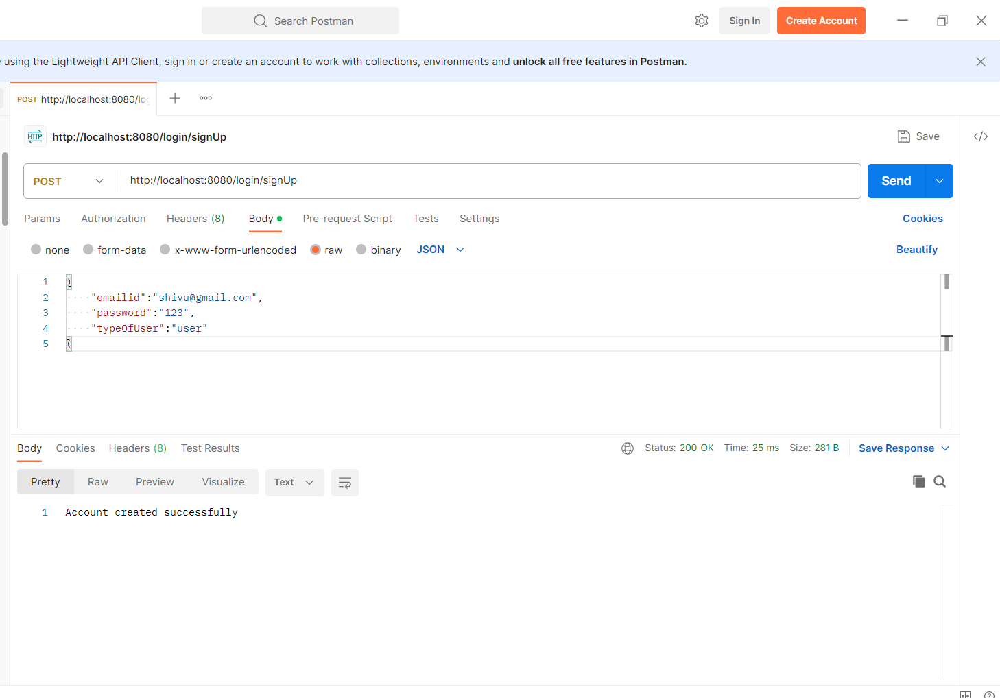 Search Postman
Sign In
Create Account
using the Lightweight API Client, sign in or create an account to work with collections, environments and unlock all free features in Postman.
POST http://localhost:8080/lo
HTTP http://localhost:8080/login/signUp
Save
</>
POST
http://localhost:8080/login/signUp
Send
Params Authorization Headers (8) Body Pre-request Script Tests Settings Cookies
none form-data x-www-form-urlencoded raw binary JSON Beautify
1 {
2 "emailid":"shivu@gmail.com",
3 "password":"123",
4 "typeOfUser":"user"
5 }
Body Cookies Headers (8) Test Results Status: 200 OK Time: 25 ms Size: 281 B Save Response
Pretty Raw Preview Visualize Text
1 Account created successfully